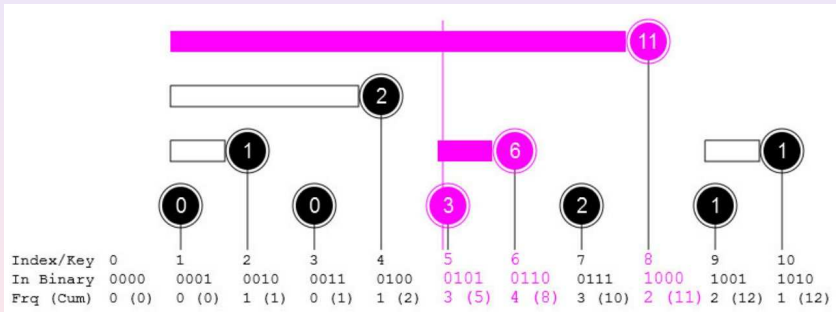 11
2
1 6 1
0 0 3 2 1
Index/Key 0 1 2 3 4 5 6 7 8 9 10
In Binary 0000 0001 0010 0011 0100 0101 0110 0111 1000 1001 1010
Frq (Cum) 0 (0) 0 (0) 1 (1) 0 (1) 1 (2) 3 (5) 4 (8) 3 (10) 2 (11) 2 (12) 1 (12)